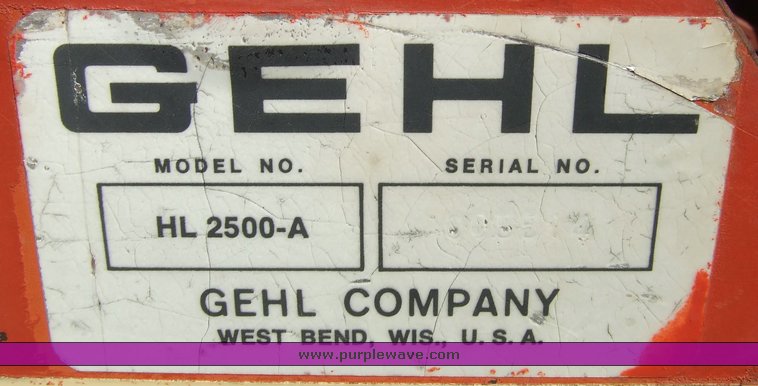 GEHL
MODEL NO. SERIAL NO.
HL 2500-A
GEHL COMPANY
WEST BEND, WIS., U.S.A.
www.purplewave.com